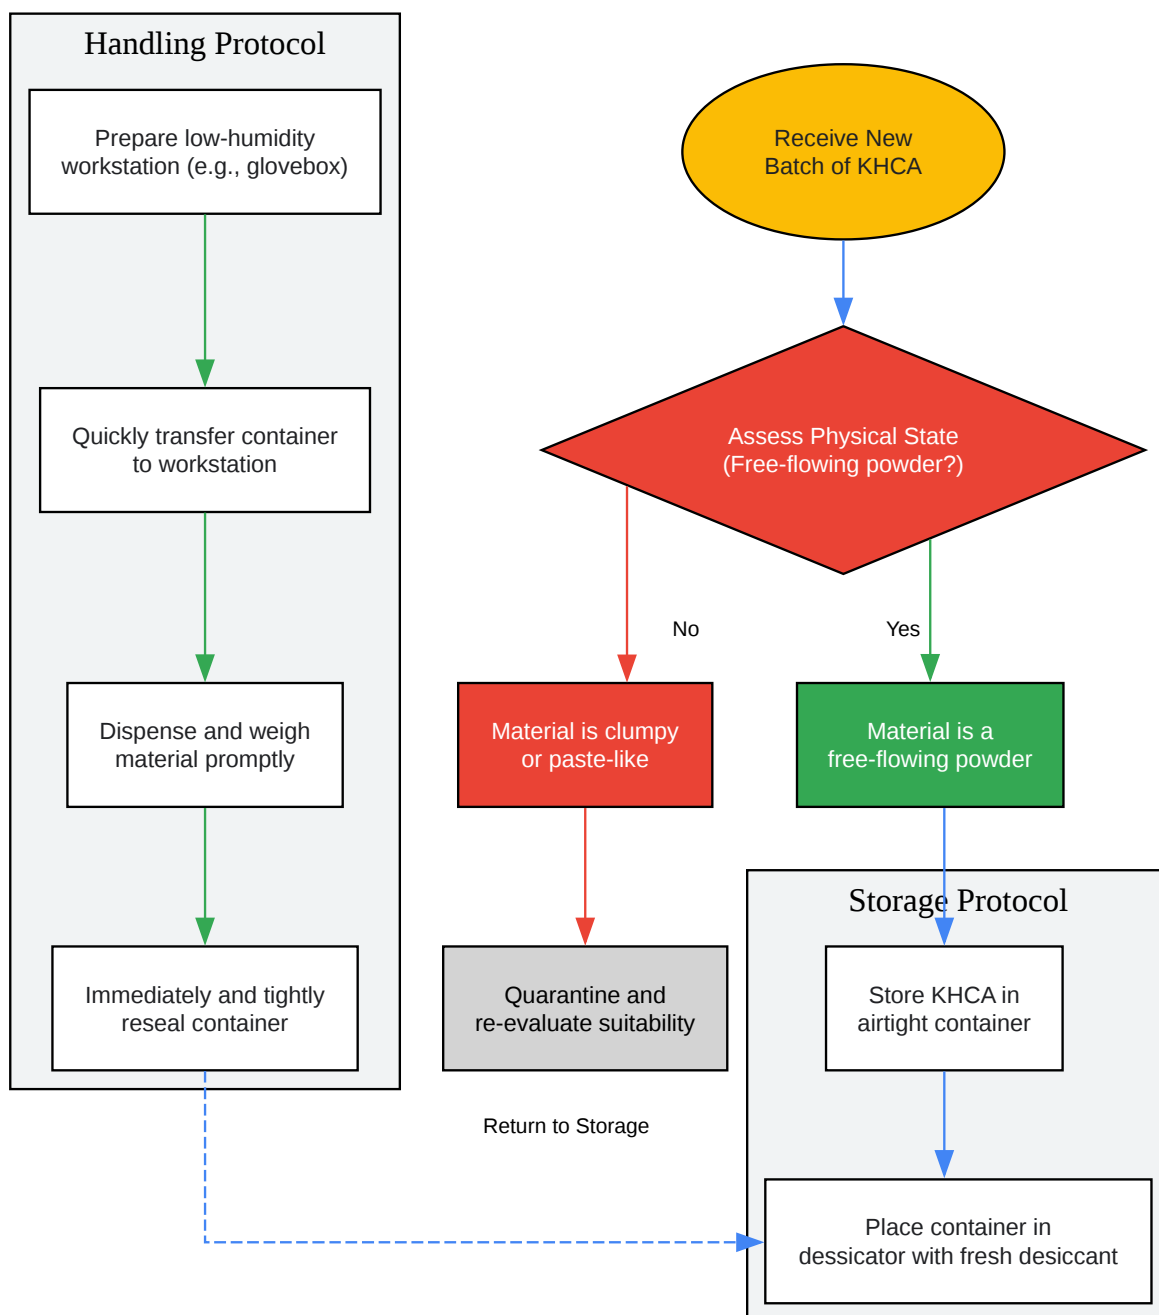 Handling Protocol
Prepare low-humidity
workstation (e.g., glovebox)
Quickly transfer container
to workstation
Dispense and weigh
material promptly
Immediately and tightly
reseal container
Receive New
Batch of KHCA
Assess Physical State
(Free-flowing powder?)
No
Yes
Material is clumpy
or paste-like
Material is a
free-flowing powder
Quarantine and
re-evaluate suitability
Return to Storage
Storage Protocol
Store KHCA in
airtight container
Place container in
dessicator with fresh desiccant